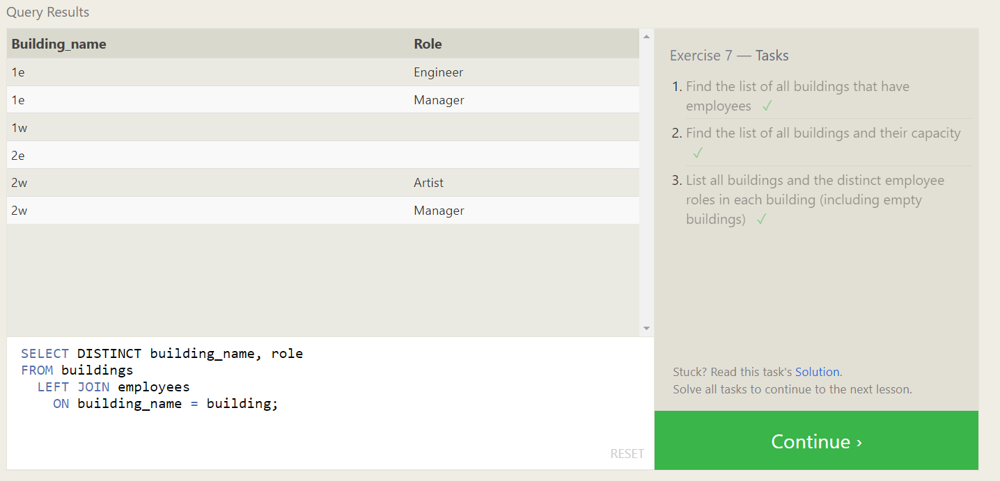 Query Results
Building_name Role
1e Engineer
1e Manager
1w
2e
2w Artist
2w Manager
SELECT DISTINCT building_name, role
FROM buildings
LEFT JOIN employees
ON building_name = building;
RESET
Exercise 7 — Tasks
1. Find the list of all buildings that have
employees ✓
2. Find the list of all buildings and their capacity
✓
3. List all buildings and the distinct employee
roles in each building (including empty
buildings) ✓
Stuck? Read this task's Solution.
Solve all tasks to continue to the next lesson.
Continue ›